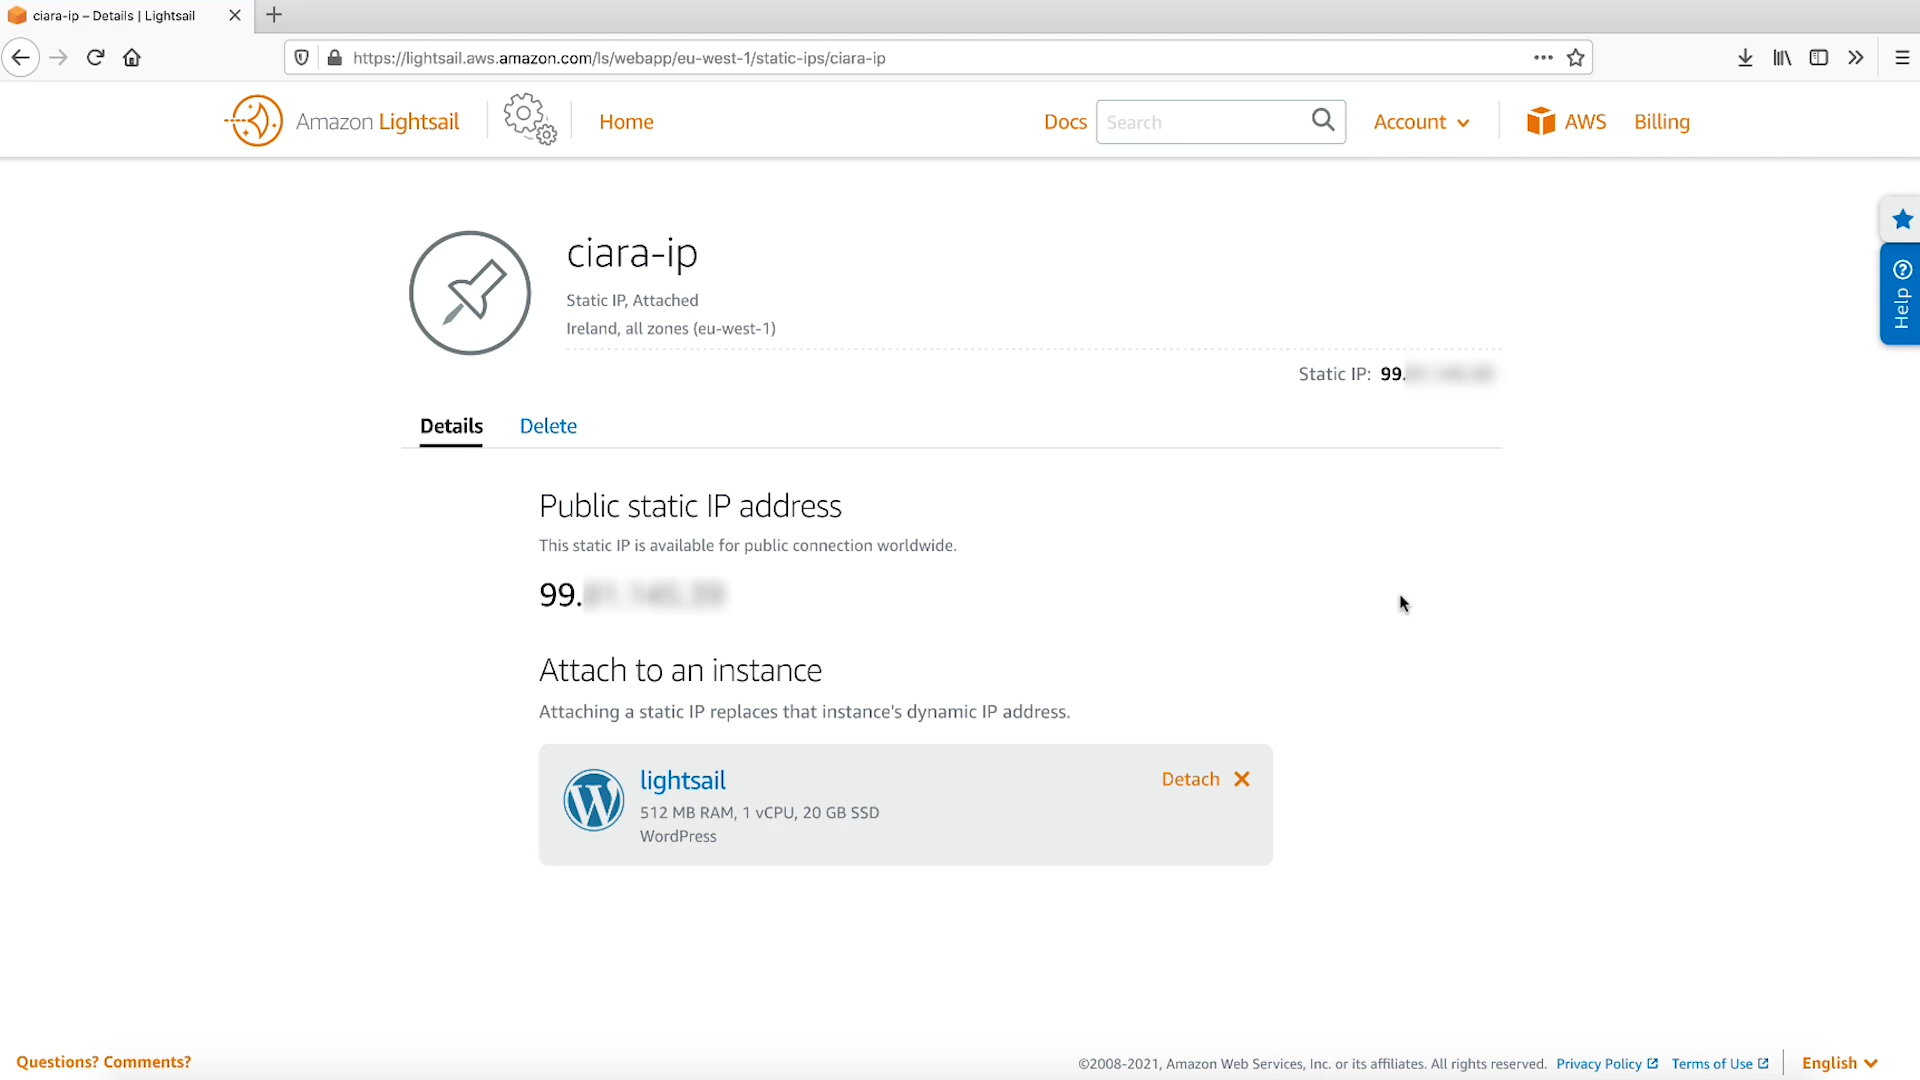 ciara-ip – Details | Lightsail
https://lightsail.aws.amazon.com/ls/webapp/eu-west-1/static-ips/ciara-ip
Amazon Lightsail
Home
Docs
Search
Account
AWS
Billing
Help
ciara-ip
Static IP, Attached
Ireland, all zones (eu-west-1)
Static IP: 99.
Details
Delete
Public static IP address
This static IP is available for public connection worldwide.
99.
Attach to an instance
Attaching a static IP replaces that instance's dynamic IP address.
lightsail
Detach
512 MB RAM, 1 vCPU, 20 GB SSD
WordPress
Questions? Comments?
©2008-2021, Amazon Web Services, Inc. or its affiliates. All rights reserved.
Privacy Policy
Terms of Use
English